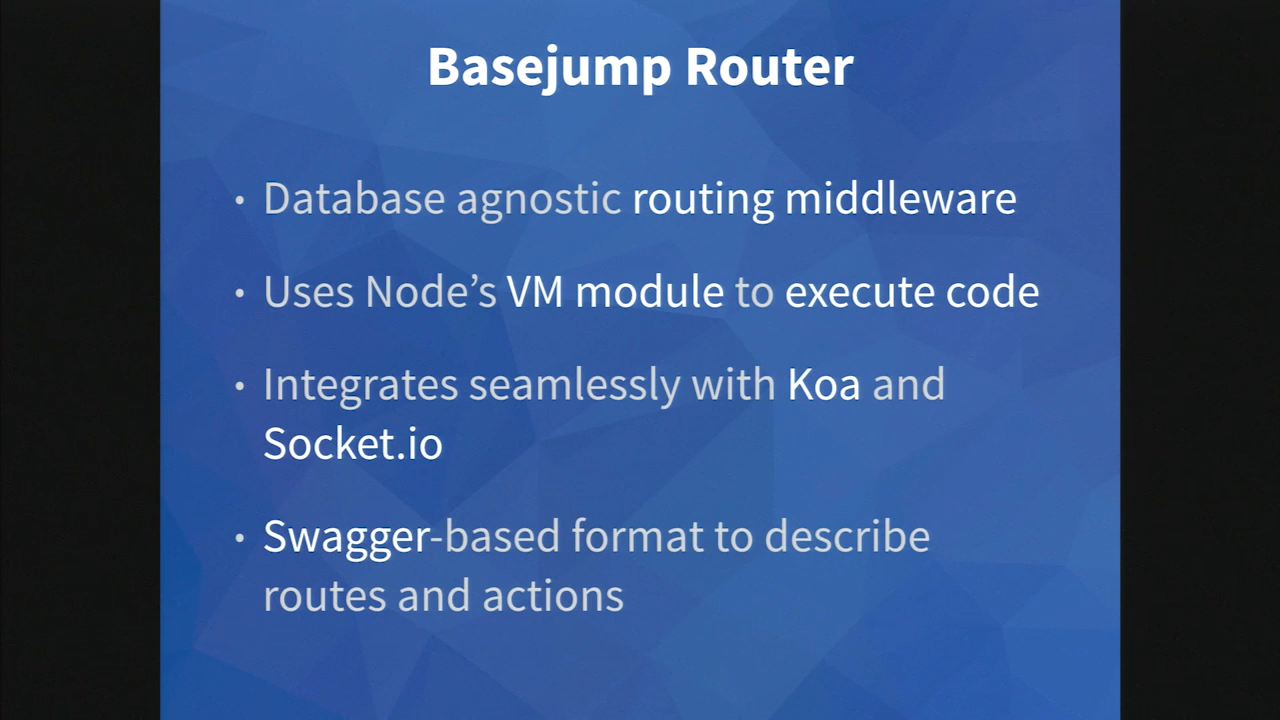 Basejump Router
• Database agnostic routing middleware
• Uses Node’s VM module to execute code
• Integrates seamlessly with Koa and
Socket.io
• Swagger-based format to describe
routes and actions